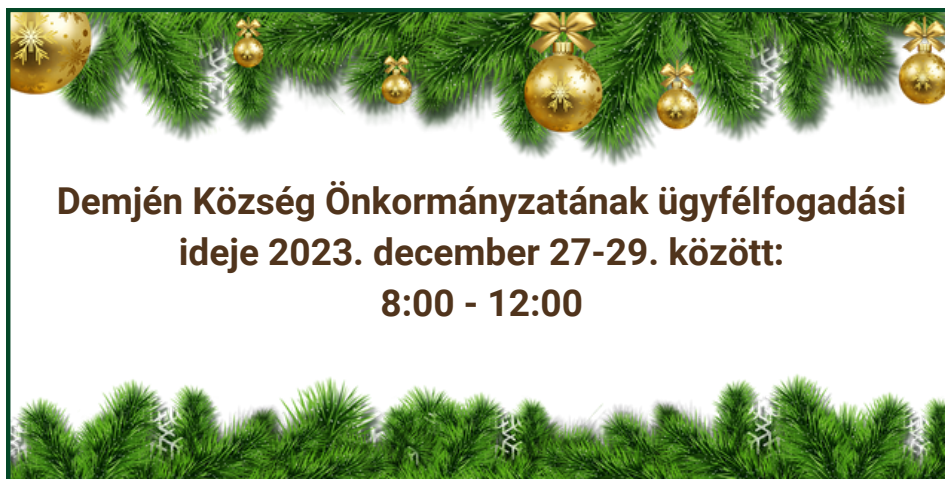 Demjén Község Önkormányzatának ügyfélfogadási
ideje 2023. december 27-29. között:
8:00 - 12:00